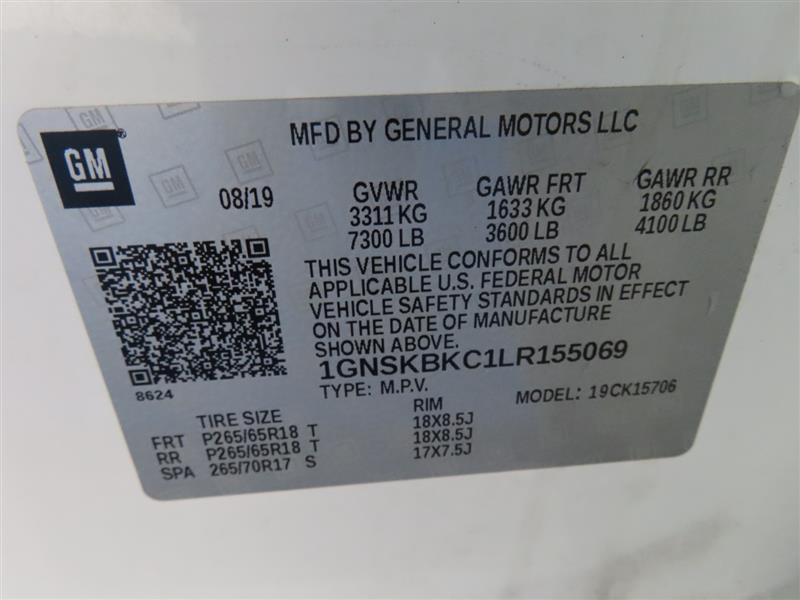 GM
MFD BY GENERAL MOTORS LLC
08/19
GVWR GAWR FRT GAWR RR
3311 KG 1633 KG 1860 KG
7300 LB 3600 LB 4100 LB
THIS VEHICLE CONFORMS TO ALL
APPLICABLE U.S. FEDERAL MOTOR
VEHICLE SAFETY STANDARDS IN EFFECT
ON THE DATE OF MANUFACTURE
SHOWN ABOVE.
1GNSKBKC1LR155069
8624
TYPE: M.P.V. MODEL: 19CK15706
TIRE SIZE RIM
FRT P265/65R18 T 18X8.5J
RR P265/65R18 T 18X8.5J
SPA 265/70R17 S 17X7.5J